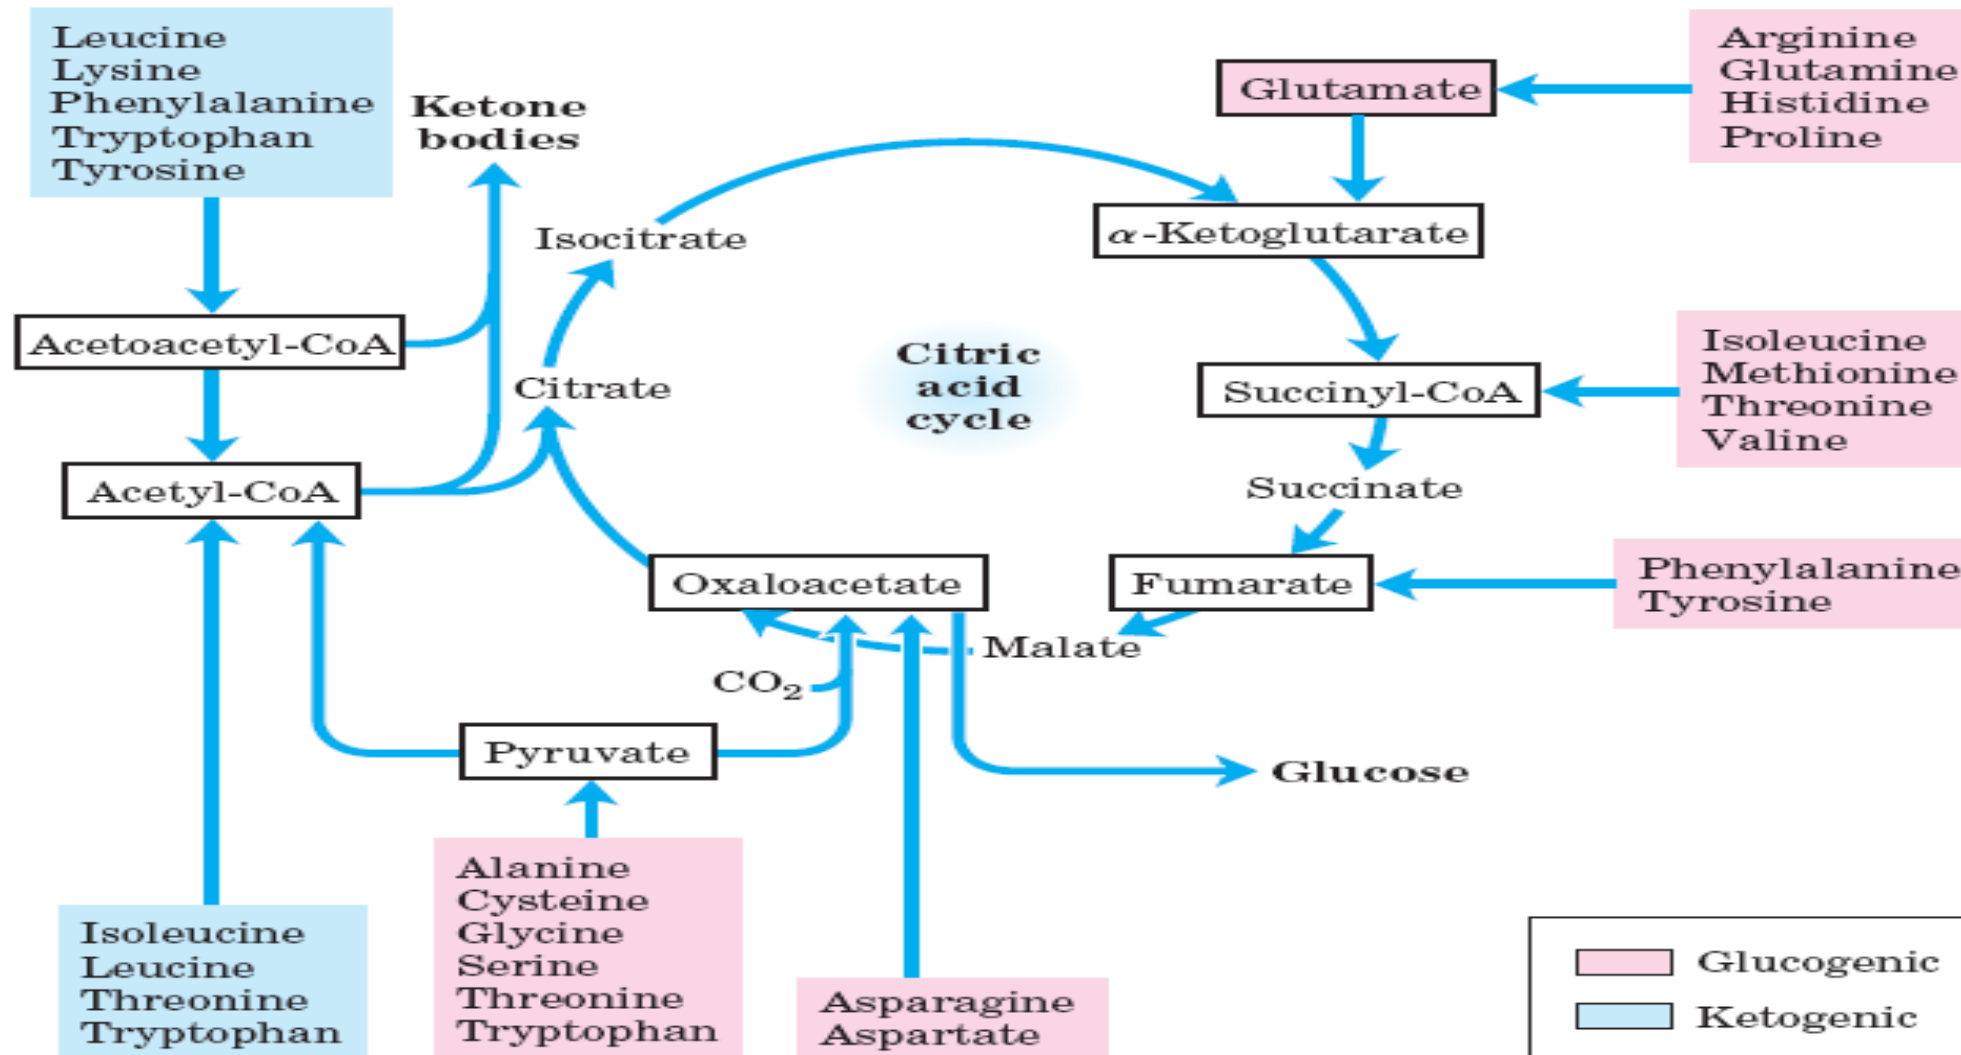 Leucine
Lysine
Phenylalanine
Tryptophan
Tyrosine
Ketone
bodies
Glutamate
Arginine
Glutamine
Histidine
Proline
Isocitrate
α-Ketoglutarate
Acetoacetyl-CoA
Citrate
Citric
acid
cycle
Succinyl-CoA
Isoleucine
Methionine
Threonine
Valine
Acetyl-CoA
Succinate
Oxaloacetate
Fumarate
Phenylalanine
Tyrosine
Malate
CO₂
Pyruvate
Glucose
Isoleucine
Leucine
Threonine
Tryptophan
Alanine
Cysteine
Glycine
Serine
Threonine
Tryptophan
Asparagine
Aspartate
Glucogenic
Ketogenic